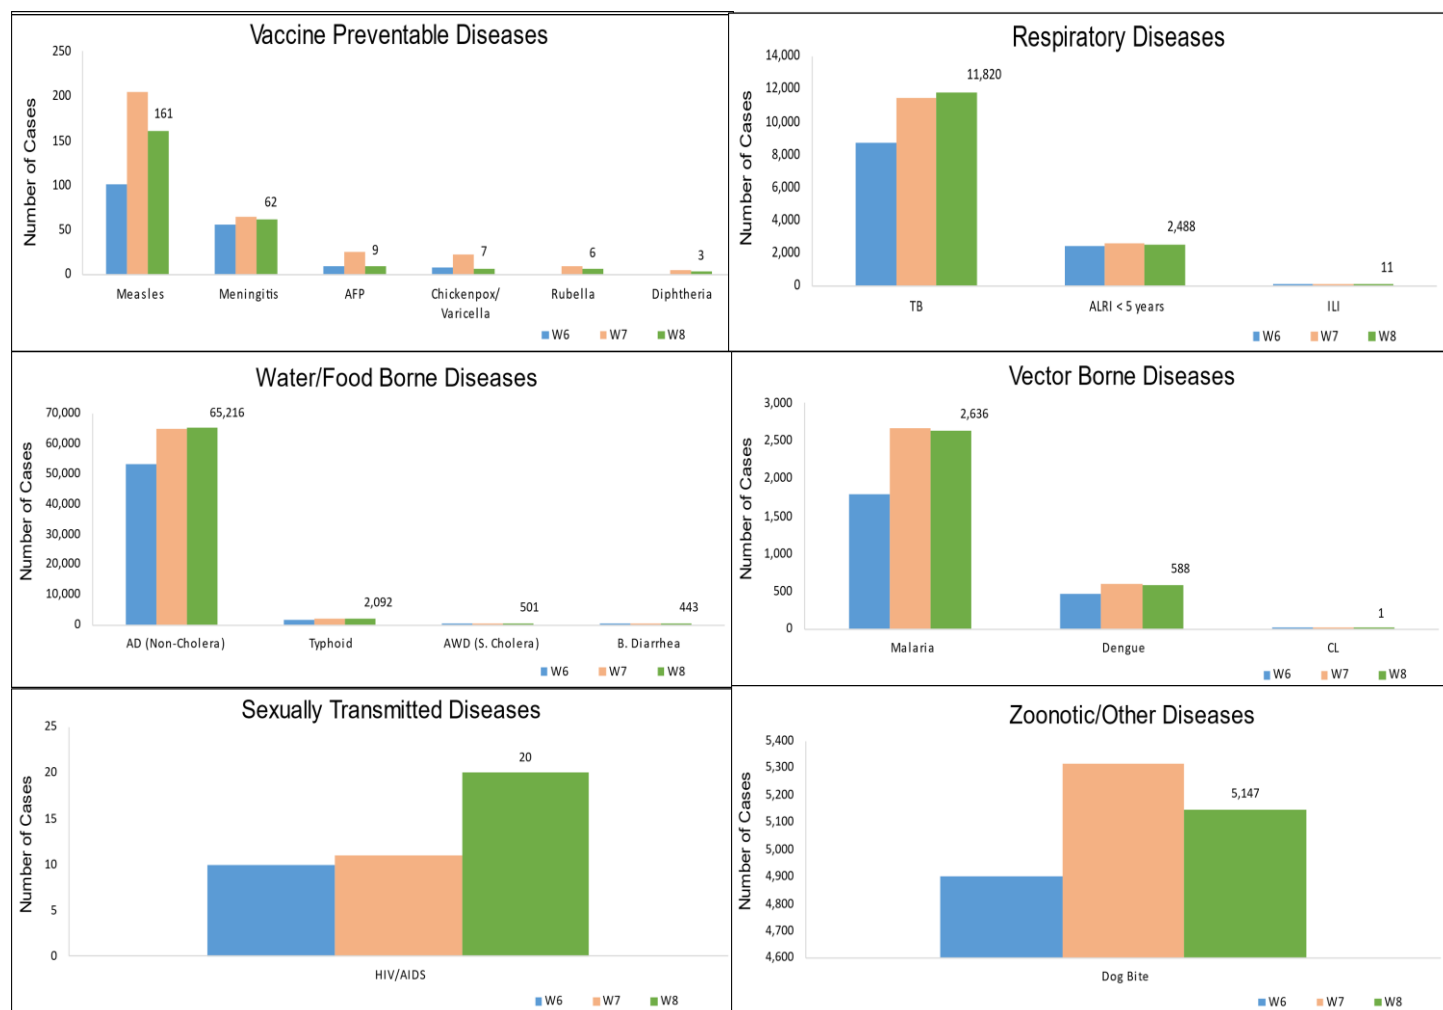 Vaccine Preventable Diseases
Number of Cases
250
200
150
100
50
0
161
62
9
7
6
3
Measles
Meningitis
AFP
Chickenpox/
Varicella
Rubella
Diphtheria
W6 W7 W8
Respiratory Diseases
Number of Cases
14,000
12,000
10,000
8,000
6,000
4,000
2,000
0
11,820
2,488
11
TB
ALRI < 5 years
ILI
W6 W7 W8
Water/Food Borne Diseases
Number of Cases
70,000
60,000
50,000
40,000
30,000
20,000
10,000
0
65,216
2,092
501
443
AD (Non-Cholera)
Typhoid
AWD (S. Cholera)
B. Diarrhea
W6 W7 W8
Vector Borne Diseases
Number of Cases
3,000
2,500
2,000
1,500
1,000
500
0
2,636
588
1
Malaria
Dengue
CL
W6 W7 W8
Sexually Transmitted Diseases
Number of Cases
25
20
15
10
5
0
20
HIV/AIDS
W6 W7 W8
Zoonotic/Other Diseases
Number of Cases
5,400
5,300
5,200
5,100
5,000
4,900
4,800
4,700
4,600
5,147
Dog Bite
W6 W7 W8